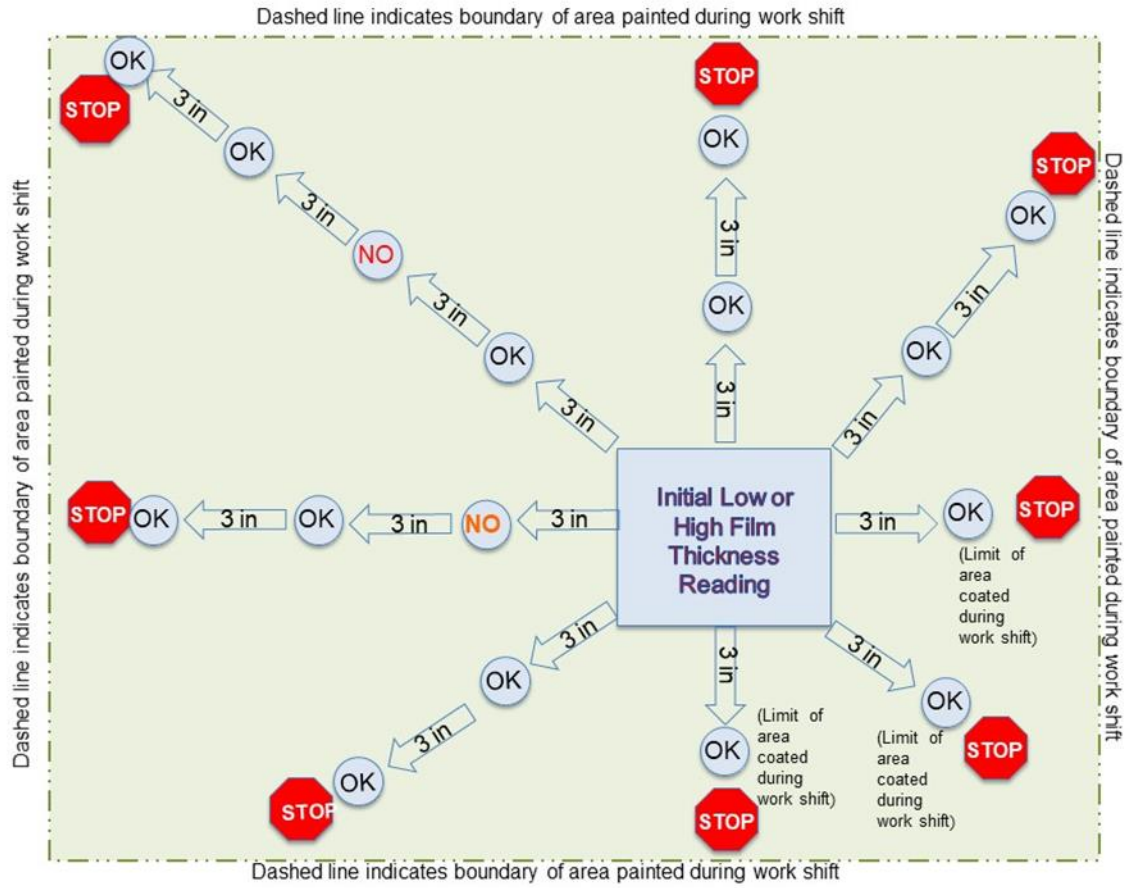 Dashed line indicates boundary of area painted during work shift
OK
STOP
3 in
OK
3 in
NO
3 in
OK
3 in
STOP
OK
3 in
OK
3 in
STOP
OK
3 in
OK
3 in
Dashed line indicates boundary of area painted during work shift
Dashed line indicates boundary of area painted during work shift
STOP
OK
3 in
OK
3 in
NO
3 in
Initial Low or
High Film
Thickness
Reading
3 in
OK
STOP
(Limit of
area
coated
during
work shift)
3 in
OK
3 in
OK
STOP
3 in
OK
(Limit of
area
coated
during
work shift)
STOP
3 in
OK
(Limit of
area
coated
during
work shift)
STOP
Dashed line indicates boundary of area painted during work shift